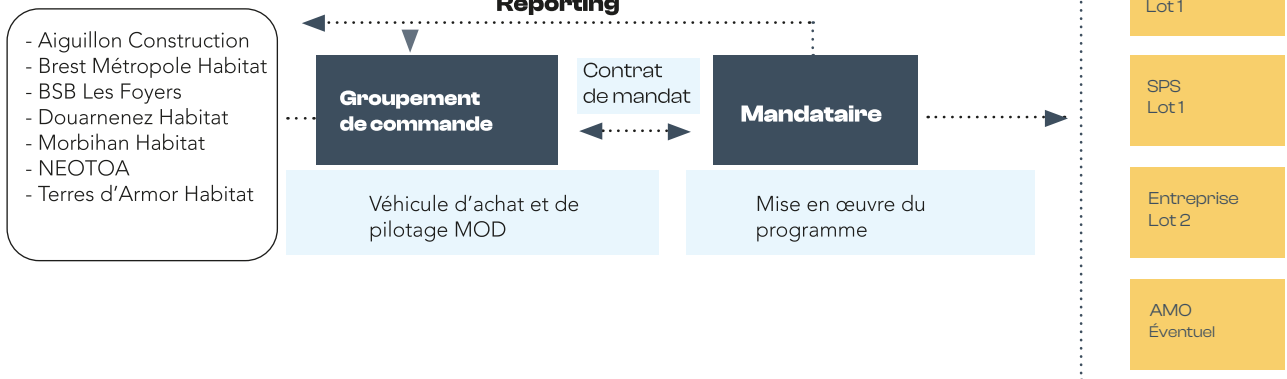 Reporting
- Aiguillon Construction
- Brest Métropole Habitat
- BSB Les Foyers
- Douarnenez Habitat
- Morbihan Habitat
- NEOTOA
- Terres d’Armor Habitat
Groupement
de commande
Contrat
de mandat
Mandataire
Véhicule d’achat et de
pilotage MOD
Mise en œuvre du
programme
Lot 1
SPS
Lot 1
Entreprise
Lot 2
AMO
Éventuel